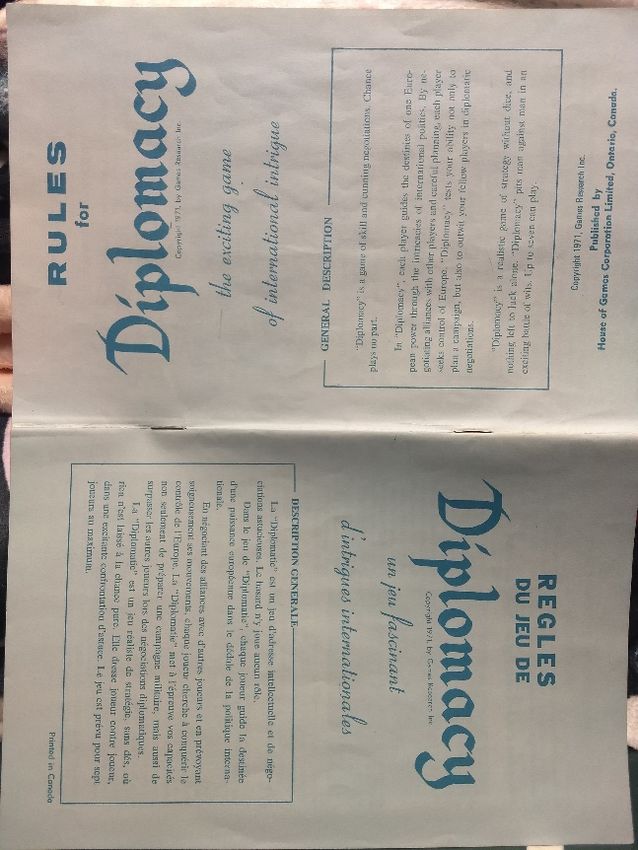 RULES
for
Diplomacy
Copyright 1971, by Games Research Inc.
the exciting game
of international intrigue
GENERAL DESCRIPTION
"Diplomacy" is a game of skill and cunning negotiations. Chance
plays no part.
In "Diplomacy", each player guides the destinies of one Euro-
pean power through the intricacies of international politics. By ne-
gotiating alliances with other players and careful planning, each player
seeks control of Europe. "Diplomacy" tests your ability not only to
plan a campaign, but also to outwit your fellow players in diplomatic
negotiations.
"Diplomacy" is a realistic game of strategy without dice, and
nothing left to luck alone. "Diplomacy" pits man against man in an
exciting battle of wits. Up to seven can play.
Copyright 1971, Games Research Inc.
Published by
House of Games Corporation Limited, Ontario, Canada.
REGLES
DU JEU DE
Diplomacy
Copyright 1971, by Games Research Inc.
un jeu fascinant
d'intrigues internationales
DESCRIPTION GENERALE
La "Diplomatie" est un jeu d'adresse intellectuelle et de négo-
ciations astucieuses. Le hasard n'y joue aucun rôle.
Dans le jeu de "Diplomatie", chaque joueur guide la destinée
d'une puissance européenne dans le dédale de la politique interna-
tionale.
En négociant des alliances avec d'autres joueurs et en prévoyant
soigneusement ses mouvements, chaque joueur cherche à conquérir le
contrôle de l'Europe. La "Diplomatie" met à l'épreuve vos capacités
non seulement de préparer une campagne militaire, mais aussi de
surpasser les autres joueurs lors des négociations diplomatiques.
La "Diplomatie" est un jeu réaliste de stratégie, sans dés, où
rien n'est laissé à la chance pure. Elle dresse joueur contre joueur,
dans une excitante confrontation d'astuce. Le jeu est prévu pour sept
joueurs au maximum.
Printed in Canada